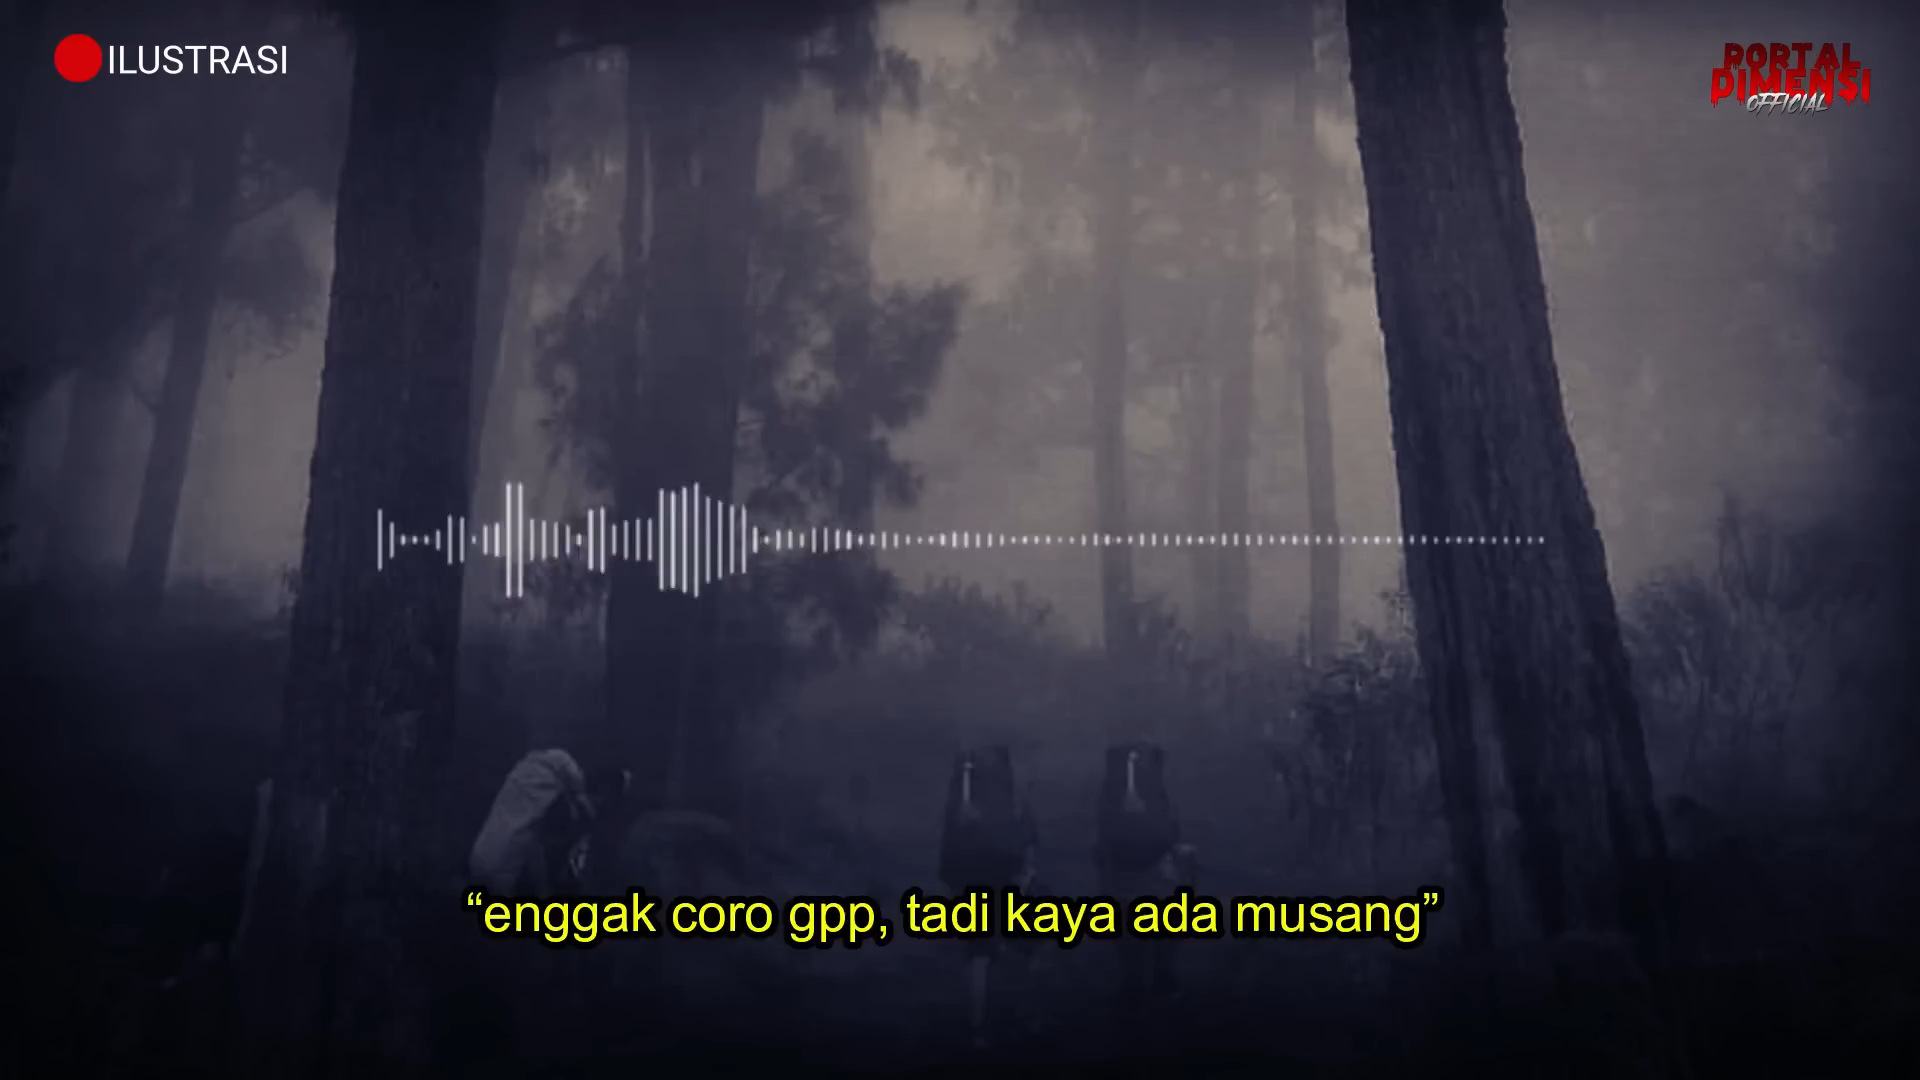 ILUSTRASI
PORTAL
DIMENSI
OFFICIAL
“enggak coro gpp, tadi kaya ada musang”